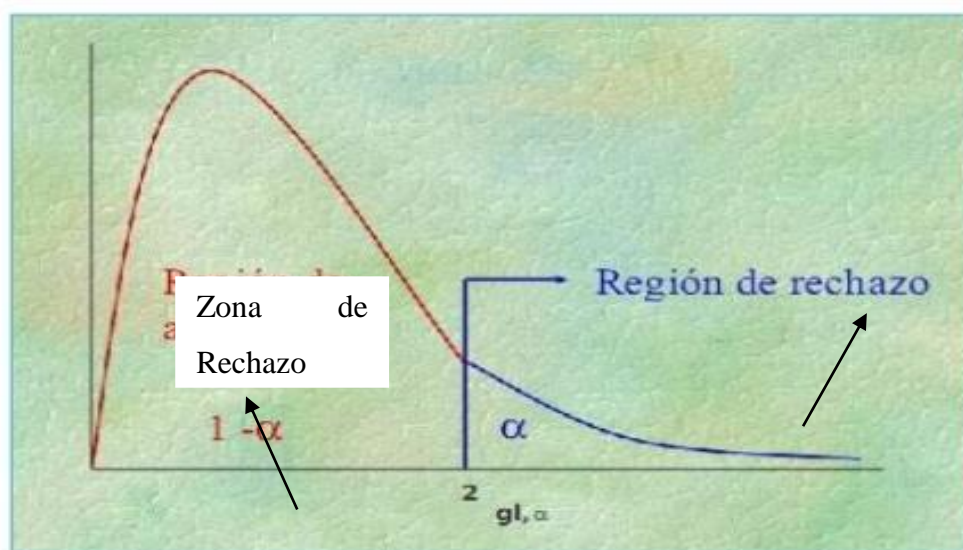 Zona de
Rechazo
Región de rechazo
1 -α
α
2
gl, α